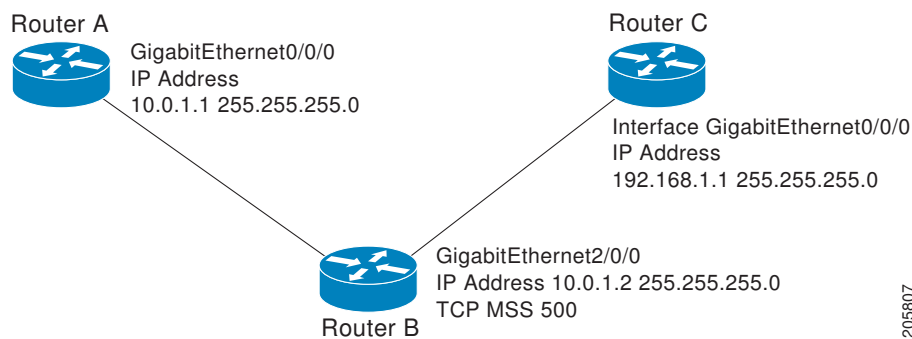 Router A
GigabitEthernet0/0/0
IP Address
10.0.1.1 255.255.255.0
Router C
Interface GigabitEthernet0/0/0
IP Address
192.168.1.1 255.255.255.0
GigabitEthernet2/0/0
IP Address 10.0.1.2 255.255.255.0
TCP MSS 500
Router B
205807